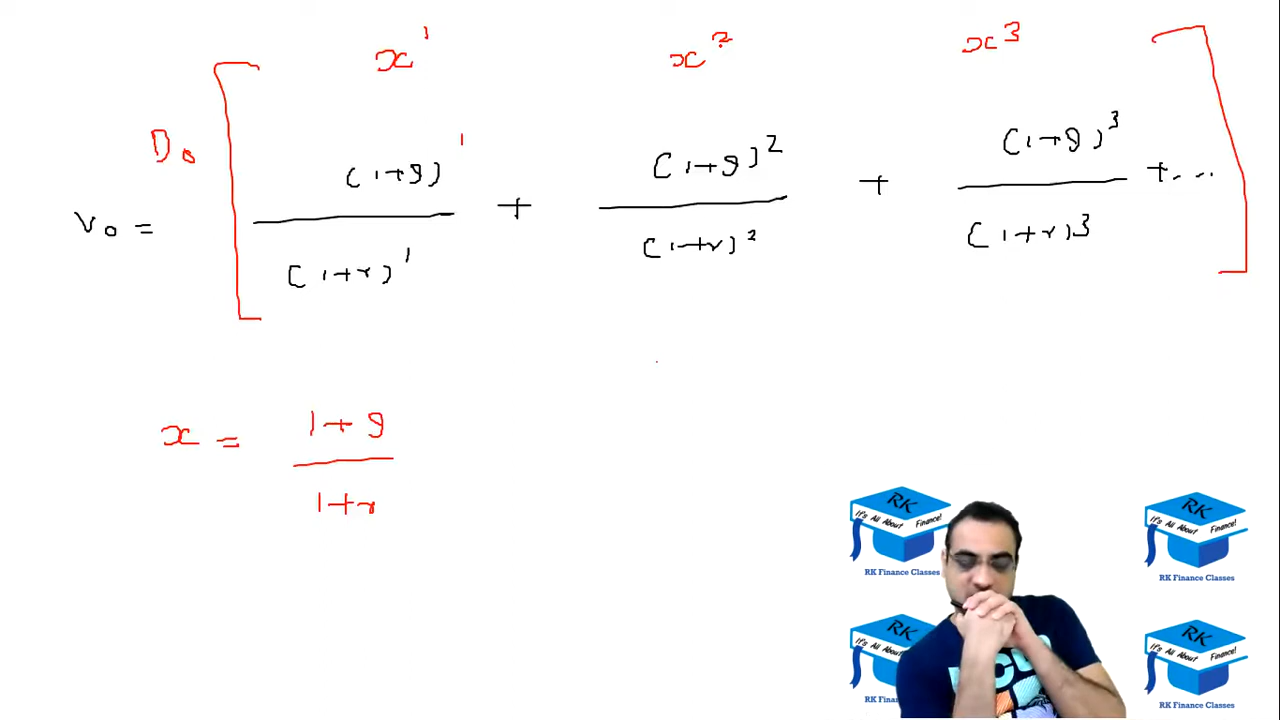 x¹ x² x³
V₀ = D₀ [ (1+g)¹/(1+r)¹ + (1+g)²/(1+r)² + (1+g)³/(1+r)³ +... ]
x = 1+g/1+r
RK
It's All About Finance!
RK Finance Classes
RK
It's All About Finance!
RK Finance Classes
RK
It's All About
RK Fina
RK
It's All About Finance!
RK Finance Classes